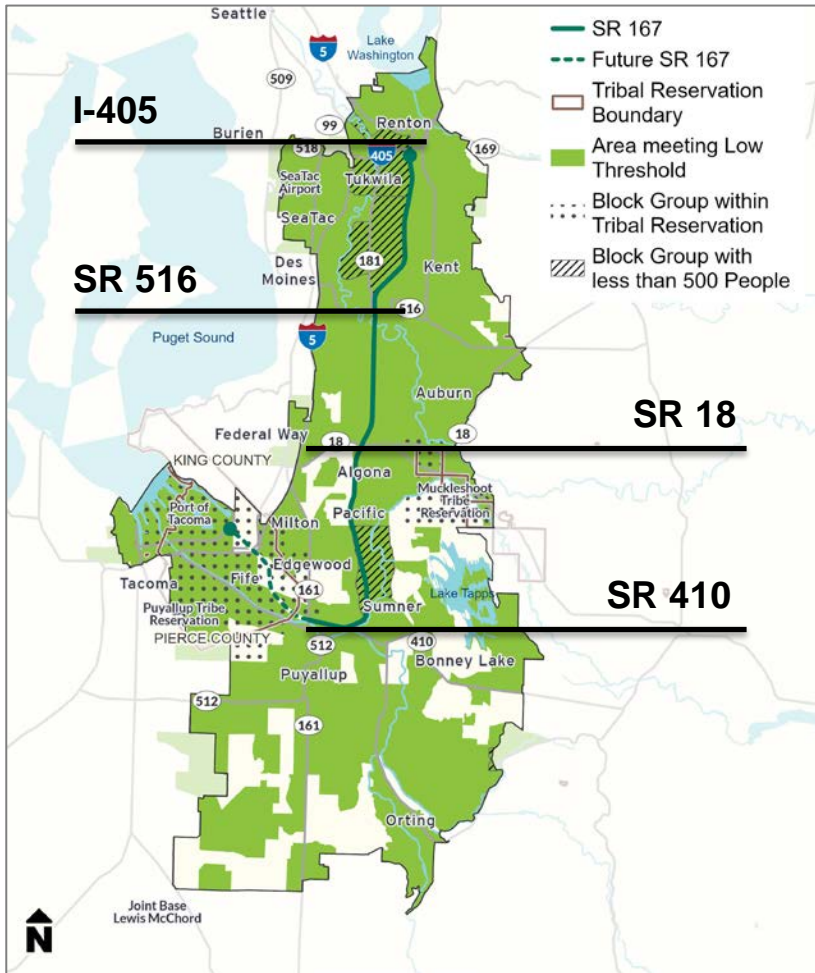 Seattle
5
Lake
Washington
509
I-405
Burien
99
Renton
518
405
169
SeaTac
Airport
Tukwila
SeaTac
Des
Moines
181
Kent
SR 516
516
Puget Sound
5
Auburn
SR 18
Federal Way
18
18
KING COUNTY
Algona
Muckleshoot
Tribe
Reservation
Port of
Tacoma
Pacific
Milton
Edgewood
Tacoma
Fife
161
Lake Tapps
Puyallup Tribe
Reservation
Sumner
SR 410
PIERCE COUNTY
512
410
Bonney Lake
Puyallup
512
161
Orting
Joint Base
Lewis McChord
N
SR 167
Future SR 167
Tribal Reservation
Boundary
Area meeting Low
Threshold
Block Group within
Tribal Reservation
Block Group with
less than 500 People